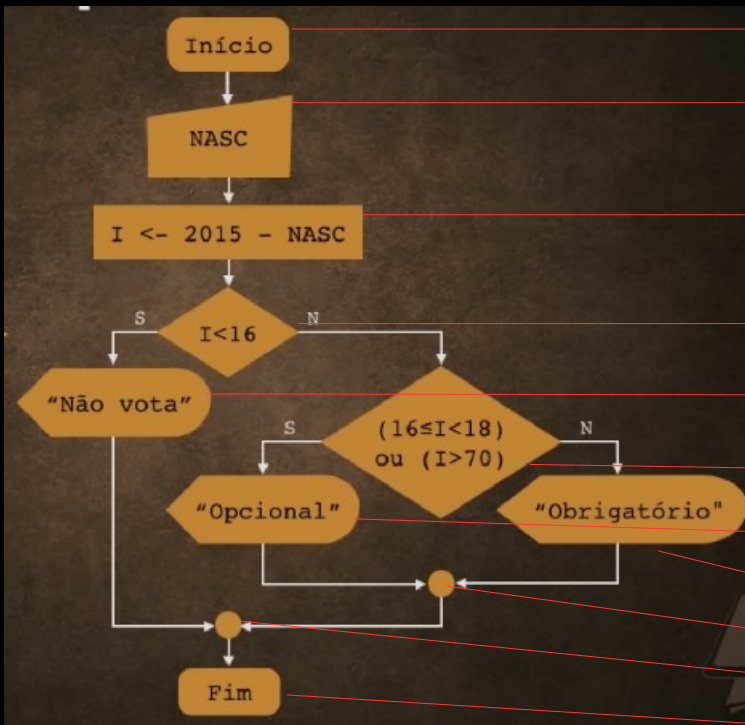 Início
NASC
I <- 2015 - NASC
S
N
I<16
“Não vota”
S
N
(16≤I<18)
ou (I>70)
“Opcional”
“Obrigatório"
Fim